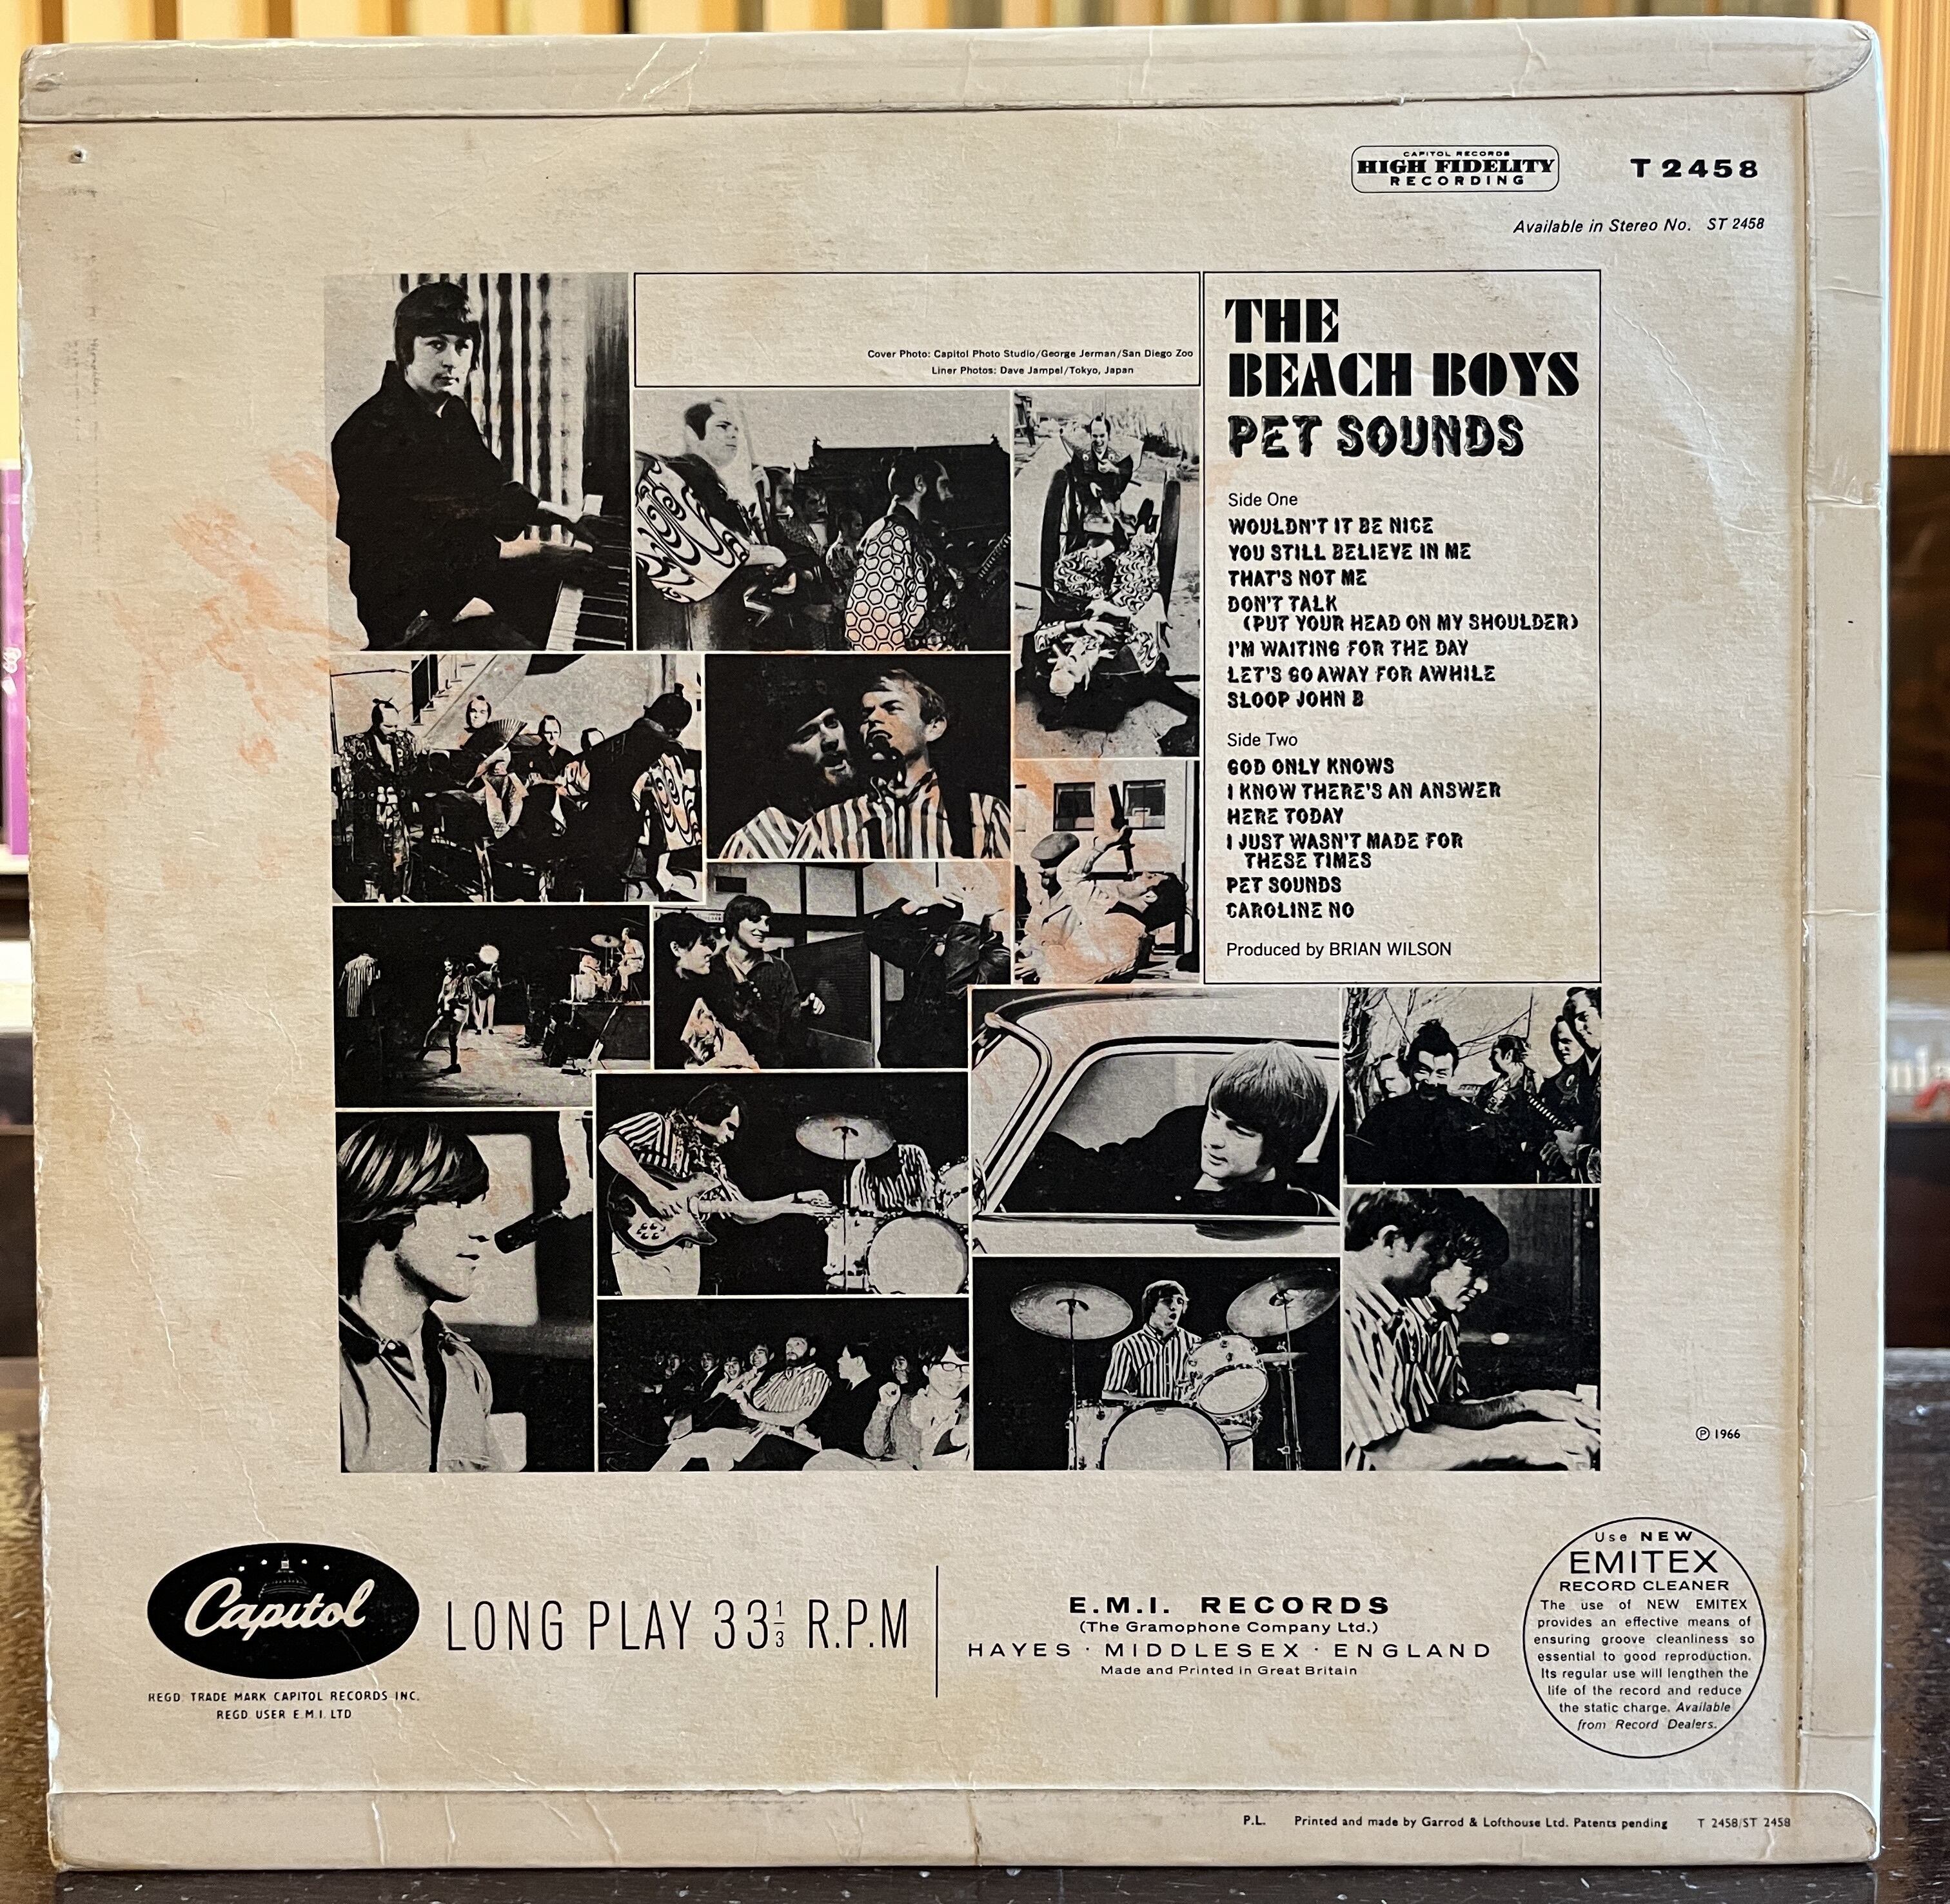 CAPITOL RECORDS
HIGH FIDELITY
RECORDING
T 2458
Available in Stereo No. ST 2458
Cover Photo: Capitol Photo Studio/George Jerman/San Diego Zoo
Liner Photos: Dave Jampel/Tokyo, Japan
THE
BEACH BOYS
PET SOUNDS
Side One
WOULDN'T IT BE NICE
YOU STILL BELIEVE IN ME
THAT'S NOT ME
DON'T TALK
(PUT YOUR HEAD ON MY SHOULDER)
I'M WAITING FOR THE DAY
LET'S GO AWAY FOR AWHILE
SLOOP JOHN B
Side Two
GOD ONLY KNOWS
I KNOW THERE'S AN ANSWER
HERE TODAY
I JUST WASN'T MADE FOR
THESE TIMES
PET SOUNDS
CAROLINE NO
Produced by BRIAN WILSON
℗ 1966
Capitol
REGD. TRADE MARK CAPITOL RECORDS INC.
REGD. USER E.M.I. LTD
LONG PLAY 33⅓ R.P.M
E.M.I. RECORDS
(The Gramophone Company Ltd.)
HAYES · MIDDLESEX · ENGLAND
Made and Printed in Great Britain
Use NEW
EMITEX
RECORD CLEANER
The use of NEW EMITEX
provides an effective means of
ensuring groove cleanliness so
essential to good reproduction.
Its regular use will lengthen the
life of the record and reduce
the static charge. Available
from Record Dealers.
P.L. Printed and made by Garrod & Lofthouse Ltd. Patents pending T 2458/ST 2458